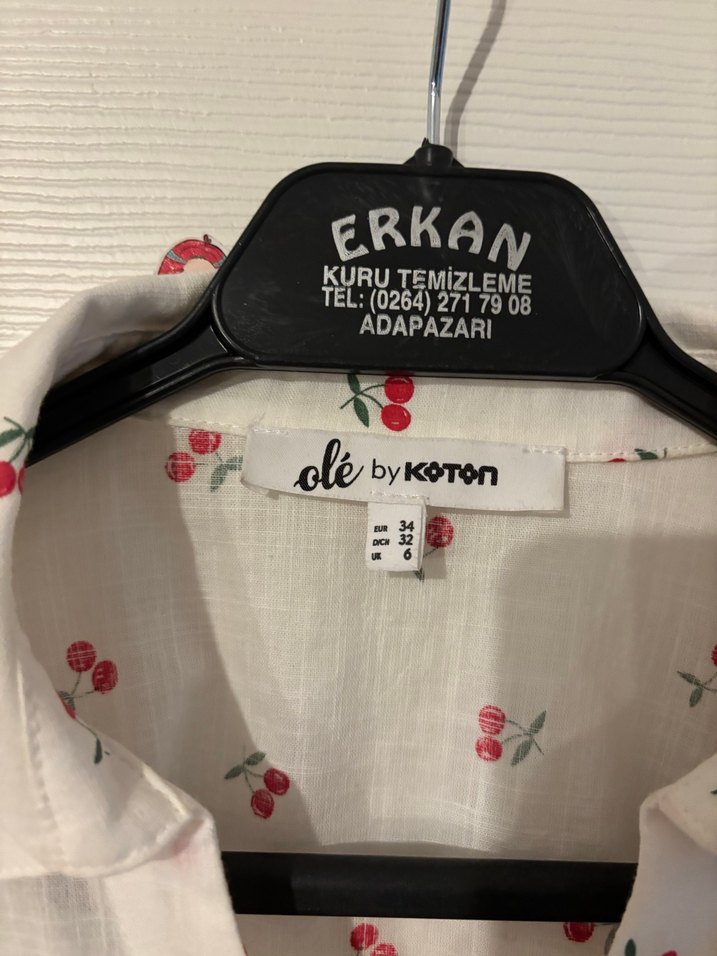 ERKAN
KURU TEMİZLEME
TEL: (0264) 271 79 08
ADAPAZARI
olé by KOTON
EUR 34
D/CH 32
UK 6